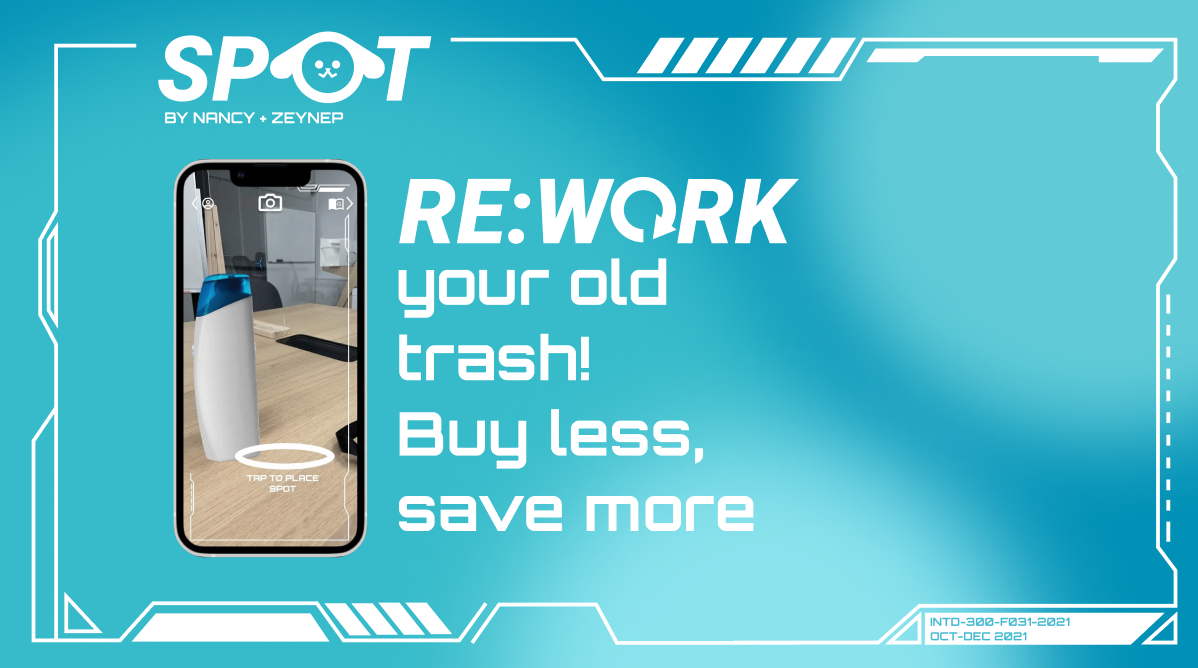 SPOT
BY NANCY + ZEYNEP
RE:WORK
your old
trash!
Buy less,
save more
TAP TO PLACE
SPOT
INTD-300-F031-2021
OCT-DEC 2021